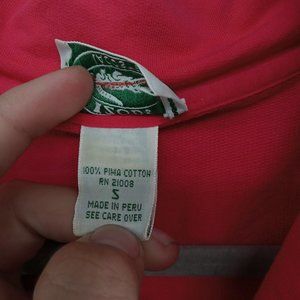 100% PIMA COTTON
RN 21008
S
MADE IN PERU
SEE CARE OVER